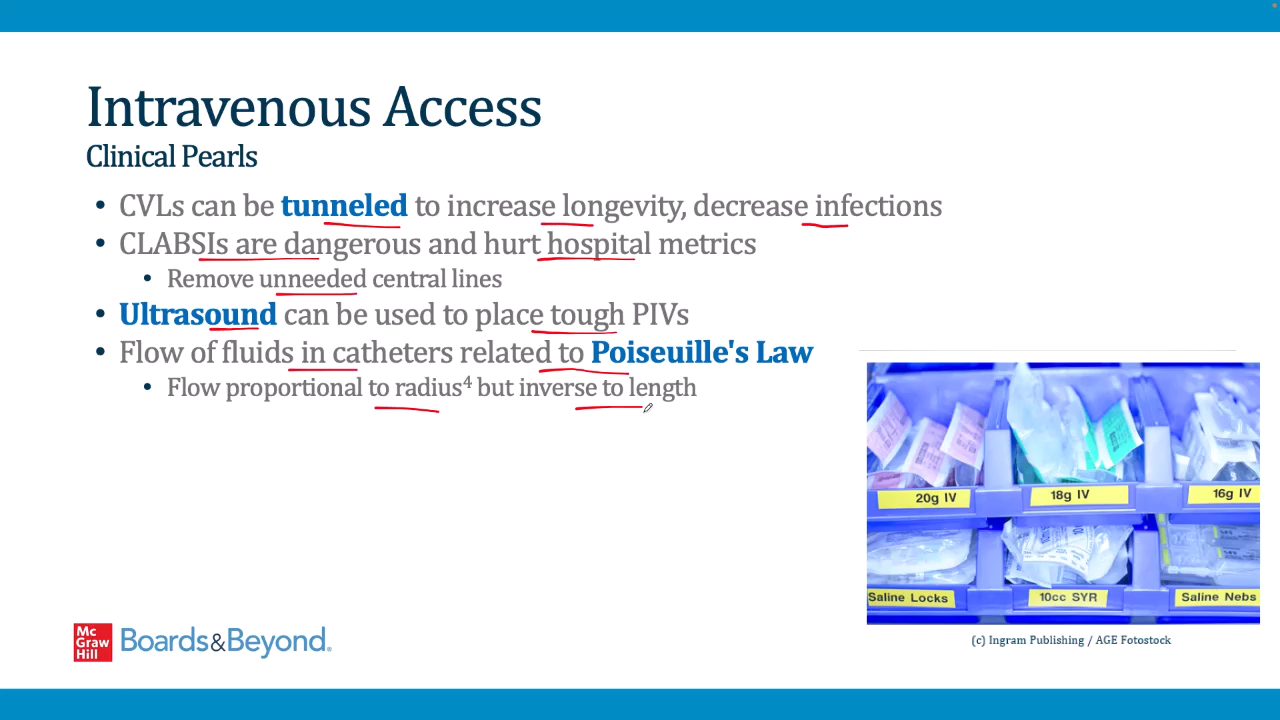 Intravenous Access
Clinical Pearls
• CVLs can be tunneled to increase longevity, decrease infections
• CLABSIs are dangerous and hurt hospital metrics
• Remove unneeded central lines
• Ultrasound can be used to place tough PIVs
• Flow of fluids in catheters related to Poiseuille's Law
• Flow proportional to radius⁴ but inverse to length
20g IV
18g IV
16g IV
Saline Locks
10cc SYR
Saline Nebs
(c) Ingram Publishing / AGE Fotostock
Mc
Graw
Hill
Boards&Beyond.